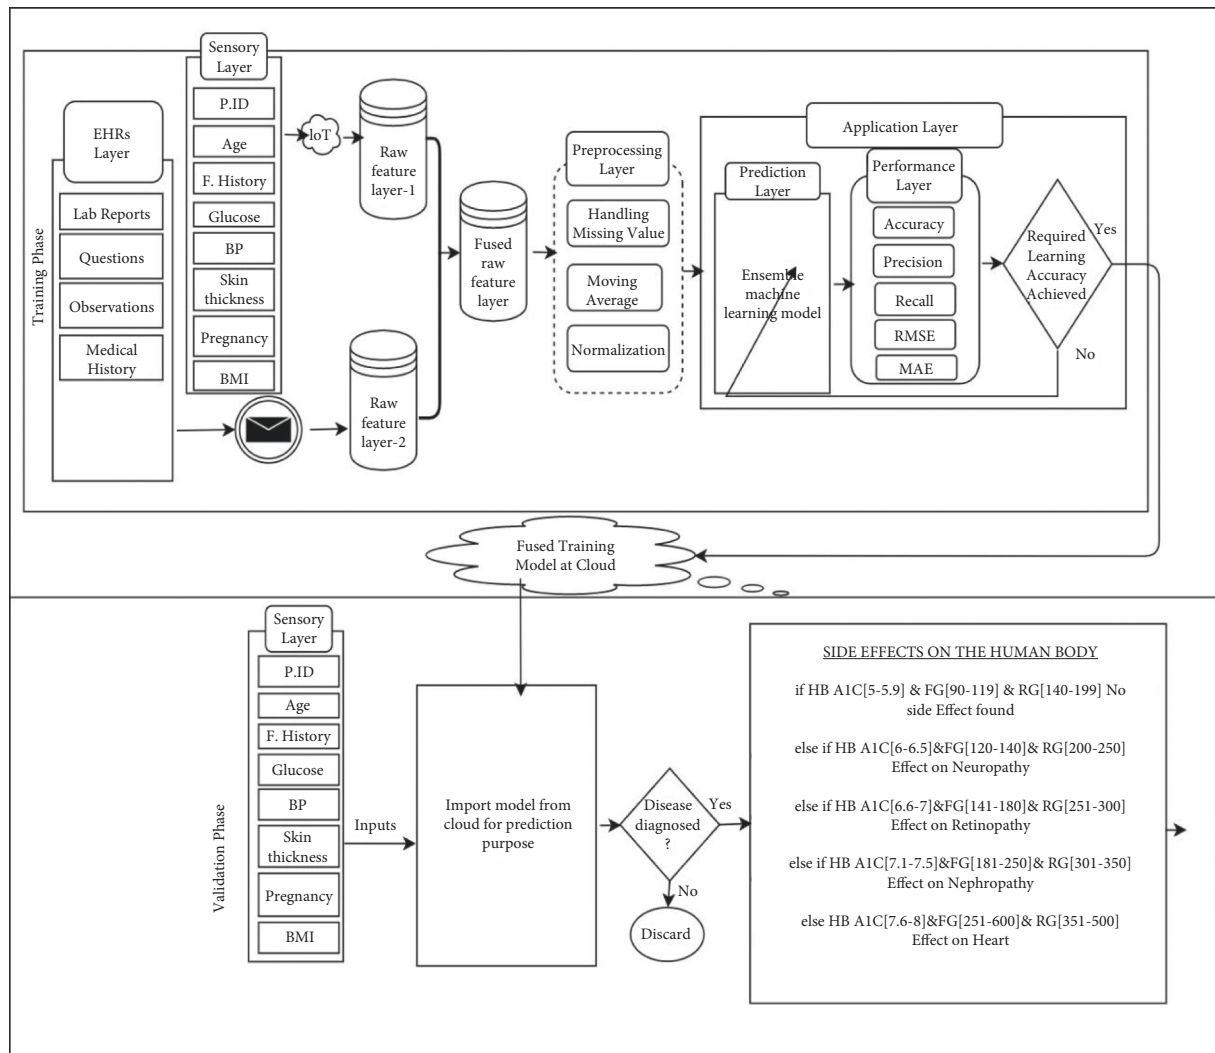 Training Phase
EHRs
Layer
Lab Reports
Questions
Observations
Medical
History
Sensory
Layer
P.ID
Age
F. History
Glucose
BP
Skin
thickness
Pregnancy
BMI
IoT
Raw
feature
layer-1
Raw
feature
layer-2
Fused
raw
feature
layer
Preprocessing
Layer
Handling
Missing Value
Moving
Average
Normalization
Application Layer
Prediction
Layer
Ensemble
machine
learning model
Performance
Layer
Accuracy
Precision
Recall
RMSE
MAE
Required
Learning
Accuracy
Achieved
Yes
No
Fused Training
Model at Cloud
Validation Phase
Sensory
Layer
P.ID
Age
F. History
Glucose
BP
Skin
thickness
Pregnancy
BMI
Inputs
Import model from
cloud for prediction
purpose
Disease
diagnosed
?
Yes
No
Discard
SIDE EFFECTS ON THE HUMAN BODY
if HB A1C[5-5.9] & FG[90-119] & RG[140-199] No
side Effect found
else if HB A1C[6-6.5]&FG[120-140]& RG[200-250]
Effect on Neuropathy
else if HB A1C[6.6-7]&FG[141-180]& RG[251-300]
Effect on Retinopathy
else if HB A1C[7.1-7.5]&FG[181-250]& RG[301-350]
Effect on Nephropathy
else HB A1C[7.6-8]&FG[251-600]& RG[351-500]
Effect on Heart